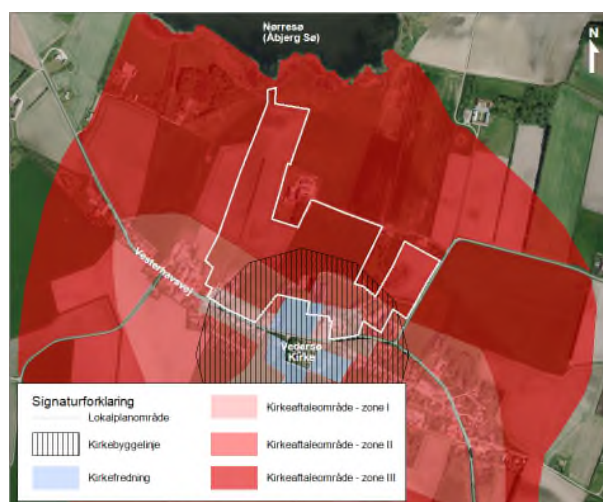 Nørresø
(Åbjerg Sø)
N
Vesterhavsvej
Vedersø
Kirke
Signaturforklaring
Lokalplanområde
Kirkebyggelinje
Kirkefredning
Kirkeaftaleområde - zone I
Kirkeaftaleområde - zone II
Kirkeaftaleområde - zone III